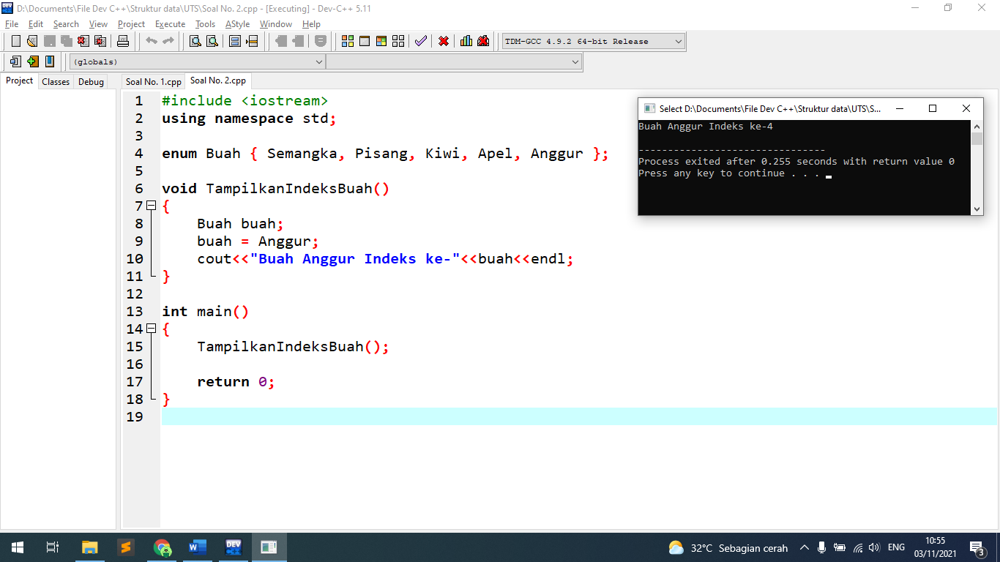 D:\Documents\File Dev C++\Struktur data\UTS\Soal No. 2.cpp - [Executing] - Dev-C++ 5.11
File Edit Search View Project Execute Tools AStyle Window Help
TDM-GCC 4.9.2 64-bit Release
(globals)
Project Classes Debug
Soal No. 1.cpp Soal No. 2.cpp
1 #include <iostream>
2 using namespace std;
3
4 enum Buah { Semangka, Pisang, Kiwi, Apel, Anggur };
5
6 void TampilkanIndeksBuah()
7 {
8 Buah buah;
9 buah = Anggur;
10 cout<<"Buah Anggur Indeks ke-"<<buah<<endl;
11 }
12
13 int main()
14 {
15 TampilkanIndeksBuah();
16
17 return 0;
18 }
19
Select D:\Documents\File Dev C++\Struktur data\UTS\S...
Buah Anggur Indeks ke-4
--------------------------------
Process exited after 0.255 seconds with return value 0
Press any key to continue . . .
DEV
32°C Sebagian cerah
ENG
10:55
03/11/2021
3